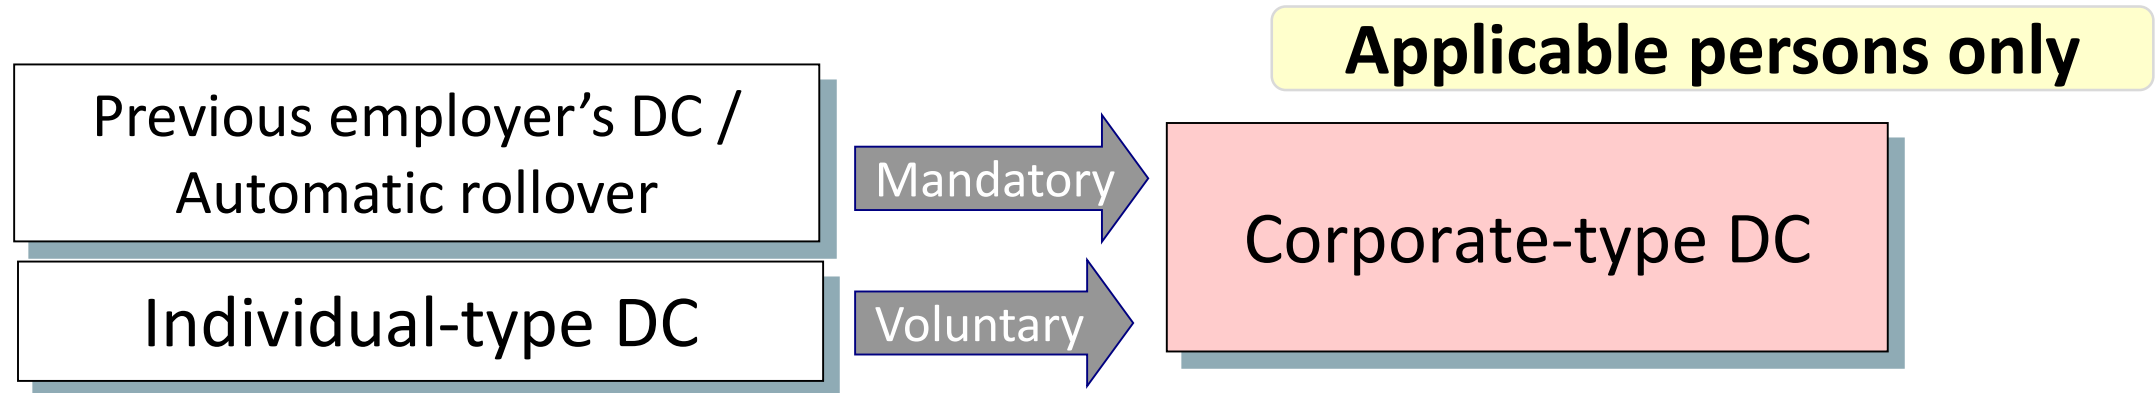 Applicable persons only
Previous employer’s DC /
Automatic rollover
Mandatory
Corporate-type DC
Individual-type DC
Voluntary